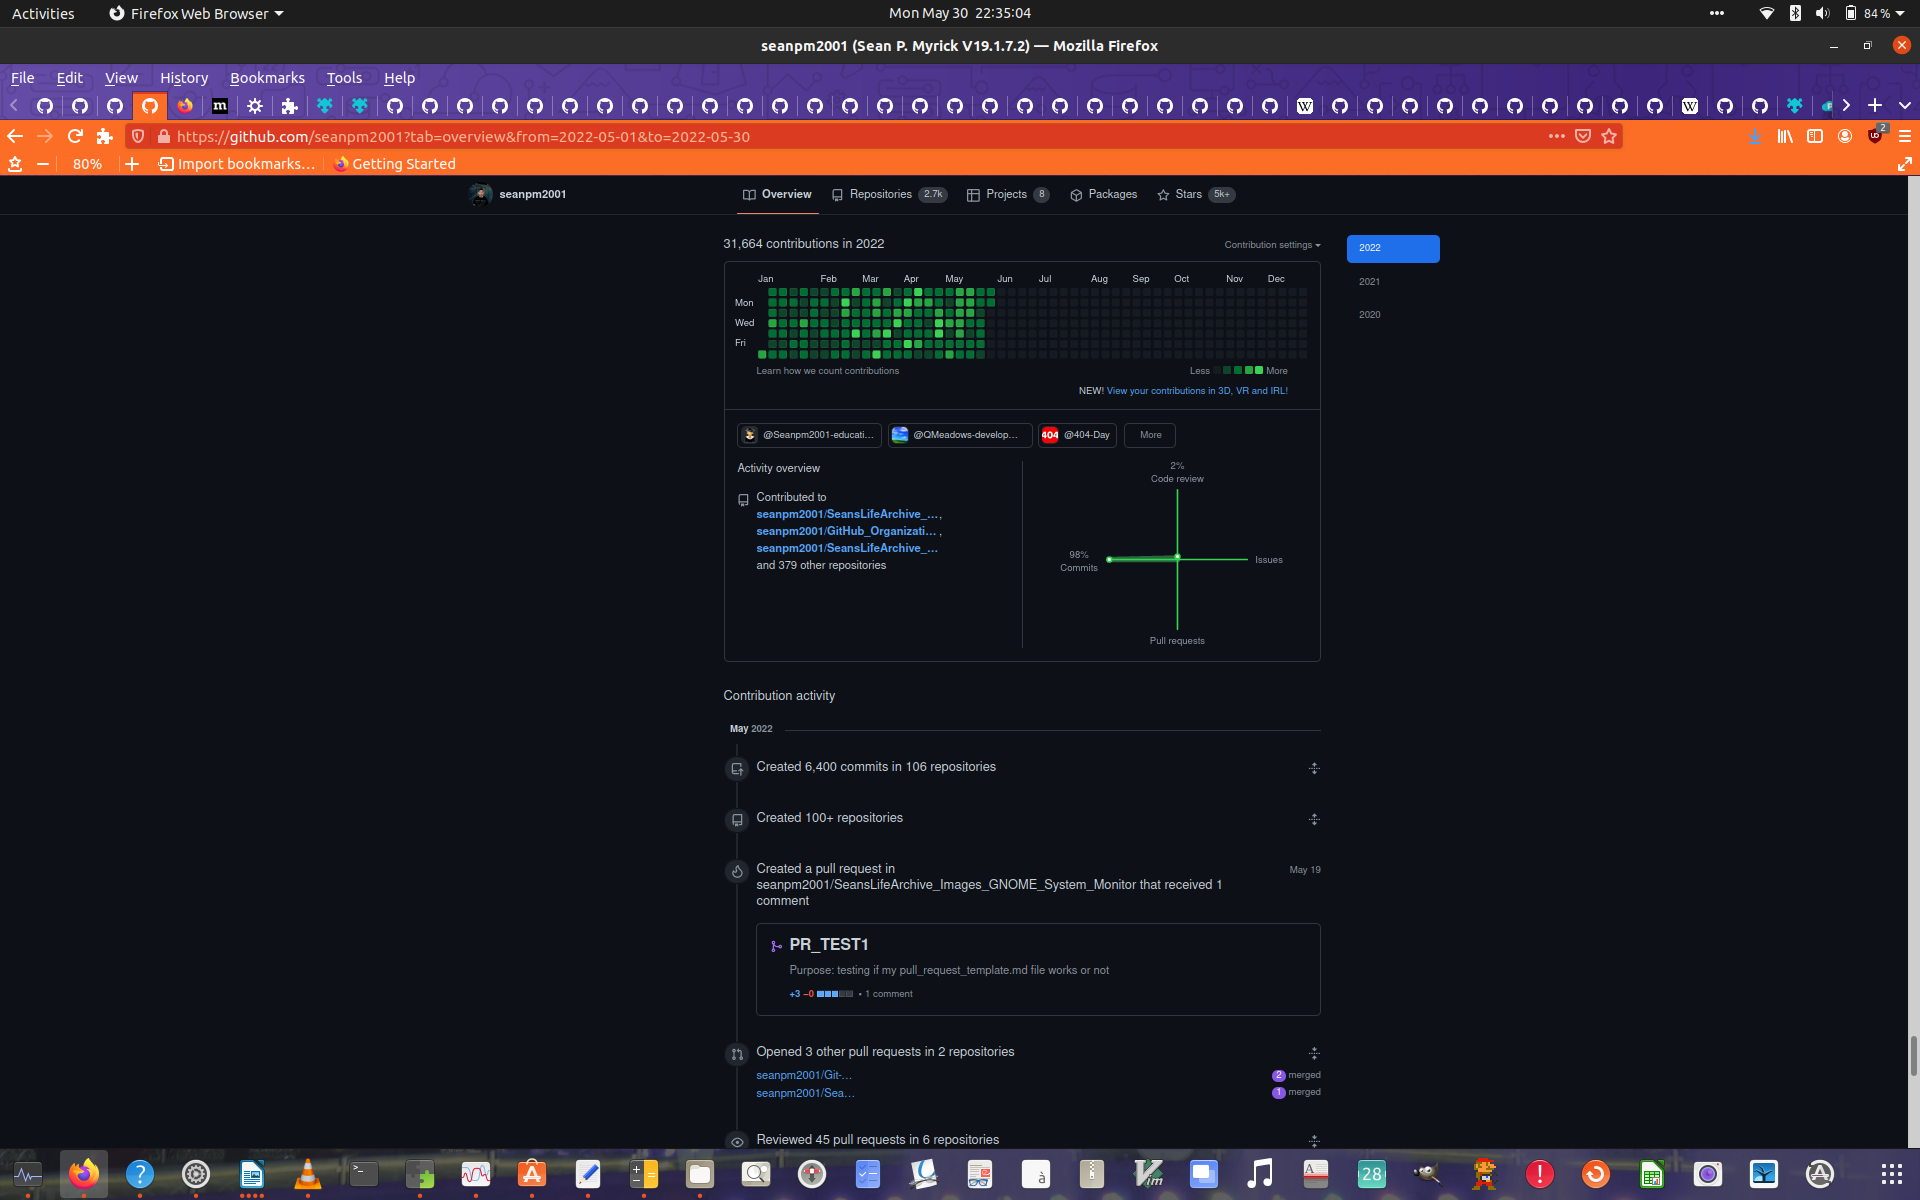 Activities
Firefox Web Browser
Mon May 30 22:35:04
84 %
seanpm2001 (Sean P. Myrick V19.1.7.2) — Mozilla Firefox
File Edit View History Bookmarks Tools Help
https://github.com/seanpm2001?tab=overview&from=2022-05-01&to=2022-05-30
2
80%
Import bookmarks...
Getting Started
seanpm2001
Overview
Repositories 2.7k
Projects 8
Packages
Stars 5k+
31,664 contributions in 2022
Contribution settings
2022
2021
2020
Jan Feb Mar Apr May Jun Jul Aug Sep Oct Nov Dec
Mon
Wed
Fri
Learn how we count contributions
Less More
NEW! View your contributions in 3D, VR and IRL!
@Seanpm2001-educati...
@QMeadows-develop...
404 @404-Day
More
Activity overview
Contributed to
seanpm2001/SeansLifeArchive_...,
seanpm2001/GitHub_Organizati... ,
seanpm2001/SeansLifeArchive_...
and 379 other repositories
2%
Code review
98%
Commits
Issues
Pull requests
Contribution activity
May 2022
Created 6,400 commits in 106 repositories
Created 100+ repositories
Created a pull request in
seanpm2001/SeansLifeArchive_Images_GNOME_System_Monitor that received 1
comment
May 19
PR_TEST1
Purpose: testing if my pull_request_template.md file works or not
+3 −0 • 1 comment
Opened 3 other pull requests in 2 repositories
seanpm2001/Git-...
2 merged
seanpm2001/Sea...
1 merged
Reviewed 45 pull requests in 6 repositories
28